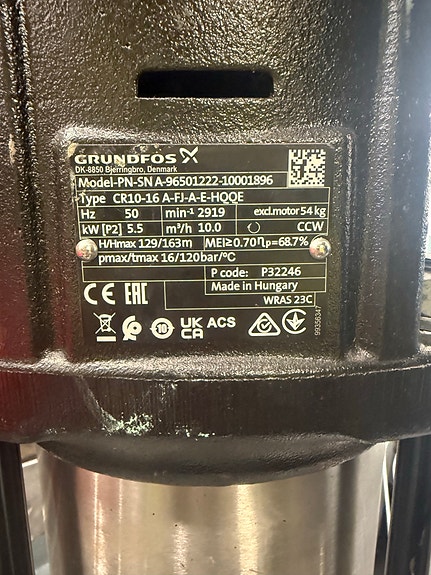 GRUNDFOS
DK-8850 Bjerringbro, Denmark
Model-PN-SN A-96501222-10001896
Type CR10-16 A-FJ-A-E-HQQE
Hz 50 min-1 2919 excl.motor 54 kg
kW [P2] 5.5 m³/h 10.0 CCW
H/Hmax 129/163m MEI≥0.70 ηp=68.7%
pmax/tmax 16/120bar/°C
P code: P32246
Made in Hungary
WRAS 23C
CE EAC
10 UK CA ACS
99356347